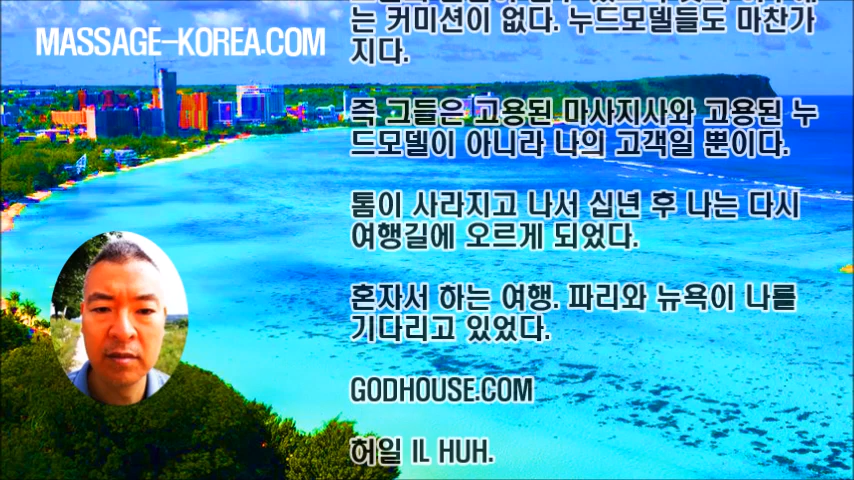 MASSAGE-KOREA.COM
는 커미션이 없다. 누드모델들도 마찬가
지다.
즉 그들은 고용된 마사지사와 고용된 누
드모델이 아니라 나의 고객일 뿐이다.
톰이 사라지고 나서 십년 후 나는 다시
여행길에 오르게 되었다.
혼자서 하는 여행. 파리와 뉴욕이 나를
기다리고 있었다.
GODHOUSE.COM
허일 IL HUH.